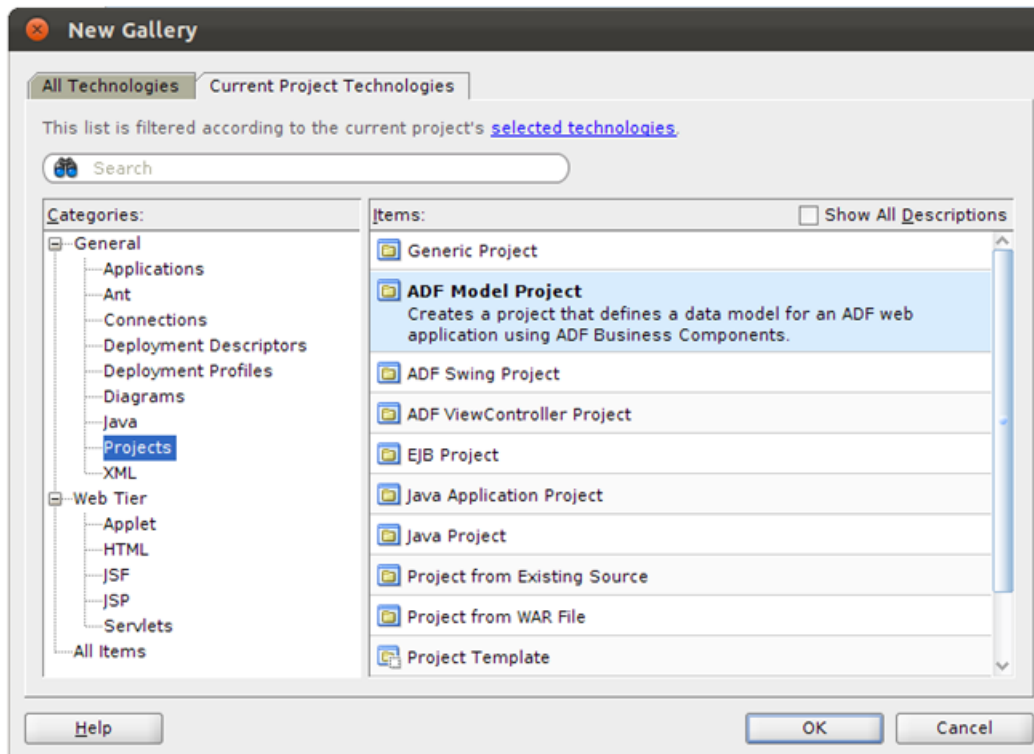 New Gallery
All Technologies
Current Project Technologies
This list is filtered according to the current project's selected technologies.
Search
Categories:
General
Applications
Ant
Connections
Deployment Descriptors
Deployment Profiles
Diagrams
Java
Projects
XML
Web Tier
Applet
HTML
JSF
JSP
Servlets
All Items
Items:
Show All Descriptions
Generic Project
ADF Model Project
Creates a project that defines a data model for an ADF web
application using ADF Business Components.
ADF Swing Project
ADF ViewController Project
EJB Project
Java Application Project
Java Project
Project from Existing Source
Project from WAR File
Project Template
Help
OK
Cancel